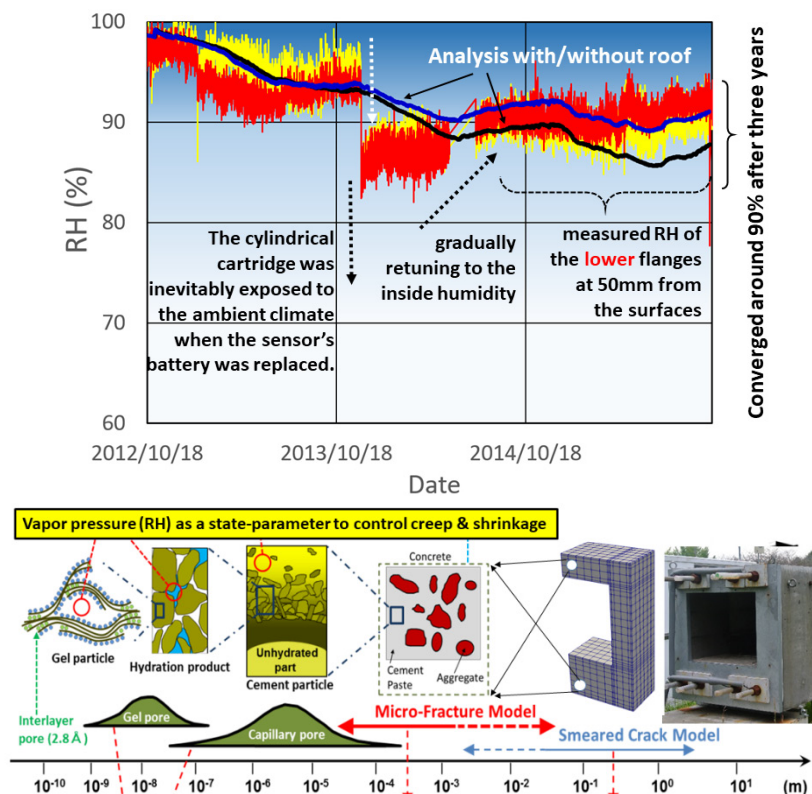 100
90
80
70
60
RH (%)
Analysis with/without roof
The cylindrical
cartridge was
inevitably exposed to
the ambient climate
when the sensor's
battery was replaced.
gradually
retuning to the
inside humidity
measured RH of
the lower flanges
at 50mm from
the surfaces
Converged around 90% after three years
2012/10/18
2013/10/18
2014/10/18
Date
Vapor pressure (RH) as a state-parameter to control creep & shrinkage
Gel particle
Hydration product
Unhydrated
part
Cement particle
Concrete
Cement
Paste
Aggregate
Interlayer
pore (2.8 Å)
Gel pore
Capillary pore
Micro-Fracture Model
Smeared Crack Model
10-10 10-9 10-8 10-7 10-6 10-5 10-4 10-3 10-2 10-1 100 101 (m)